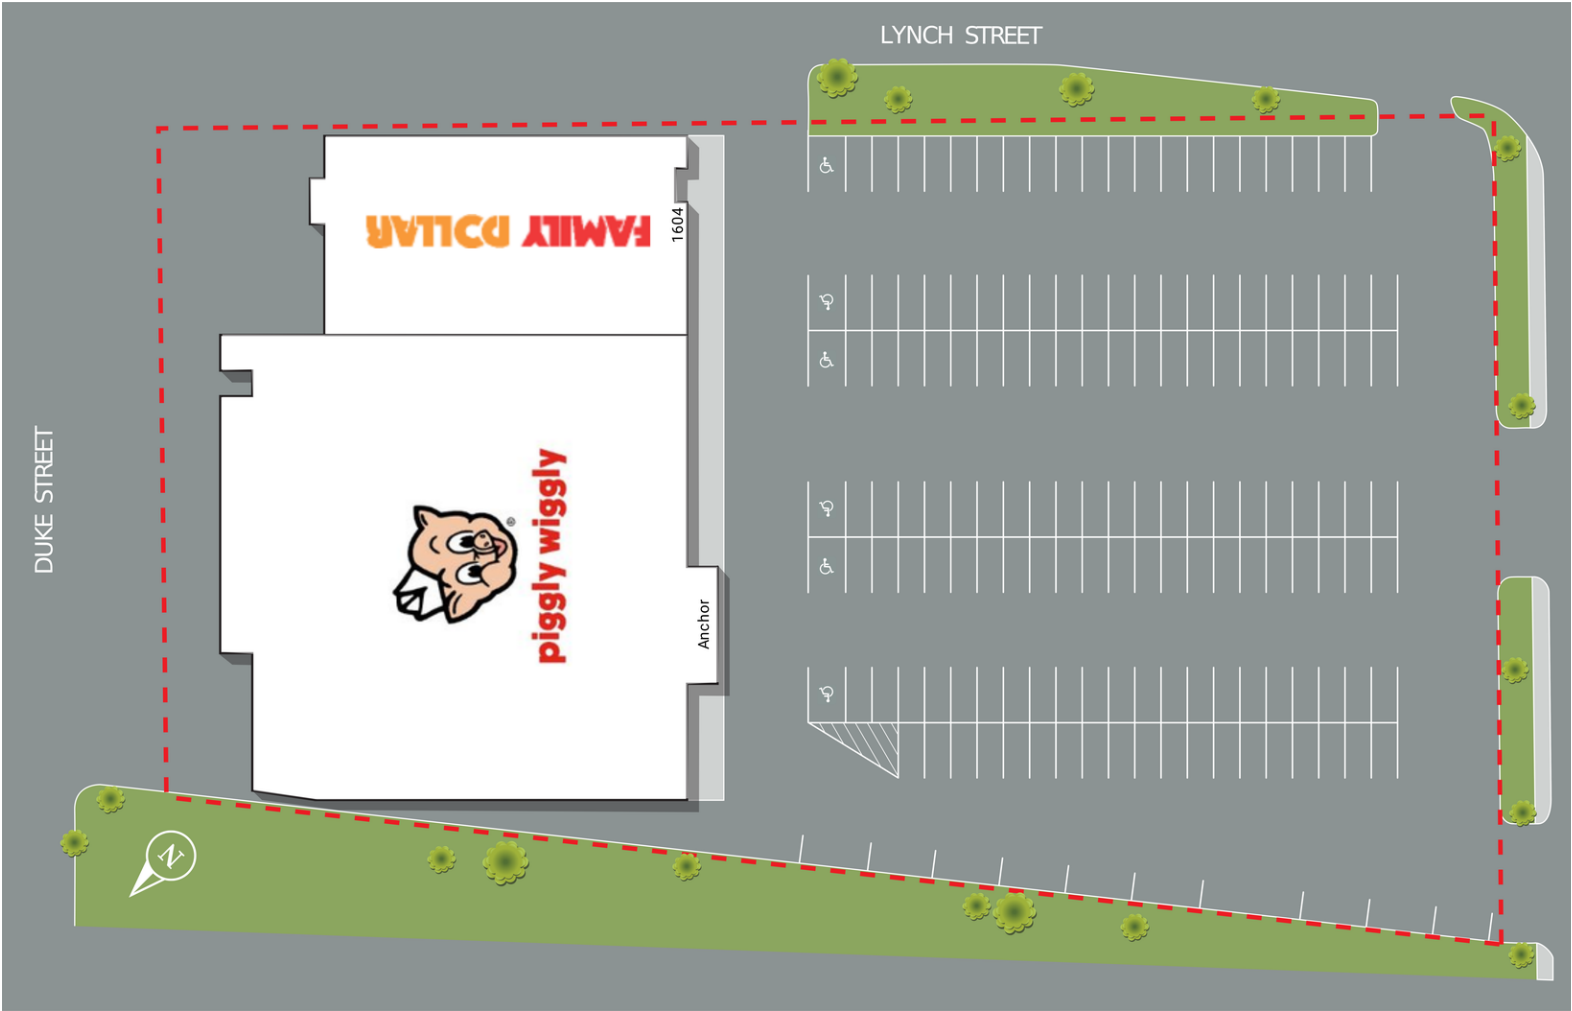 LYNCH STREET
FAMILY DOLLAR
1604
DUKE STREET
piggly wiggly
®
Anchor
N